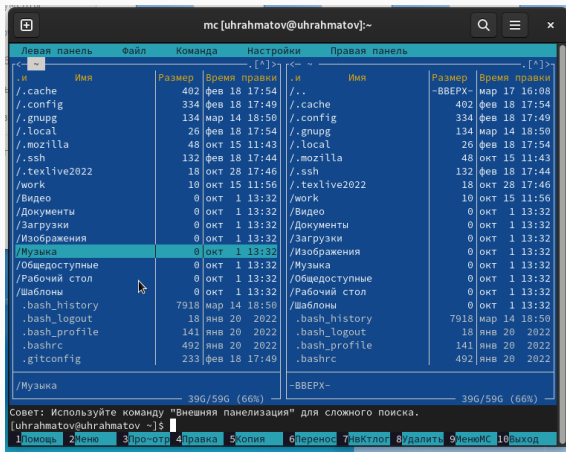 mc [uhrahmatov@uhrahmatov]:~
Левая панель Файл Команда Настройки Правая панель
<— ~ .[^]> <— ~ .[^]>
.и Имя Размер Время правки .и Имя Размер Время правки
/.cache 402 фев 18 17:54 /.. -ВВЕРХ- мар 17 16:08
/.config 334 фев 18 17:49 /.cache 402 фев 18 17:54
/.gnupg 134 мар 14 18:50 /.config 334 фев 18 17:49
/.local 26 фев 18 17:54 /.gnupg 134 мар 14 18:50
/.mozilla 48 окт 15 11:43 /.local 26 фев 18 17:54
/.ssh 132 фев 18 17:44 /.mozilla 48 окт 15 11:43
/.texlive2022 18 окт 28 17:46 /.ssh 132 фев 18 17:44
/work 10 окт 15 11:56 /.texlive2022 18 окт 28 17:46
/Видео 0 окт 1 13:32 /work 10 окт 15 11:56
/Документы 0 окт 1 13:32 /Видео 0 окт 1 13:32
/Загрузки 0 окт 1 13:32 /Документы 0 окт 1 13:32
/Изображения 0 окт 1 13:32 /Загрузки 0 окт 1 13:32
/Музыка 0 окт 1 13:32 /Изображения 0 окт 1 13:32
/Общедоступные 0 окт 1 13:32 /Музыка 0 окт 1 13:32
/Рабочий стол 0 окт 1 13:32 /Общедоступные 0 окт 1 13:32
/Шаблоны 0 окт 1 13:32 /Рабочий стол 0 окт 1 13:32
.bash_history 7918 мар 14 18:50 /Шаблоны 0 окт 1 13:32
.bash_logout 18 янв 20 2022 .bash_history 7918 мар 14 18:50
.bash_profile 141 янв 20 2022 .bash_logout 18 янв 20 2022
.bashrc 492 янв 20 2022 .bash_profile 141 янв 20 2022
.gitconfig 233 фев 18 17:49 .bashrc 492 янв 20 2022
/Музыка -ВВЕРХ-
39G/59G (66%) 39G/59G (66%)
Совет: Используйте команду "Внешняя панелизация" для сложного поиска.
[uhrahmatov@uhrahmatov ~]$
1Помощь 2Меню 3Про~отр 4Правка 5Копия 6Перенос 7НвКтлог 8Удалить 9МенюMC 10Выход